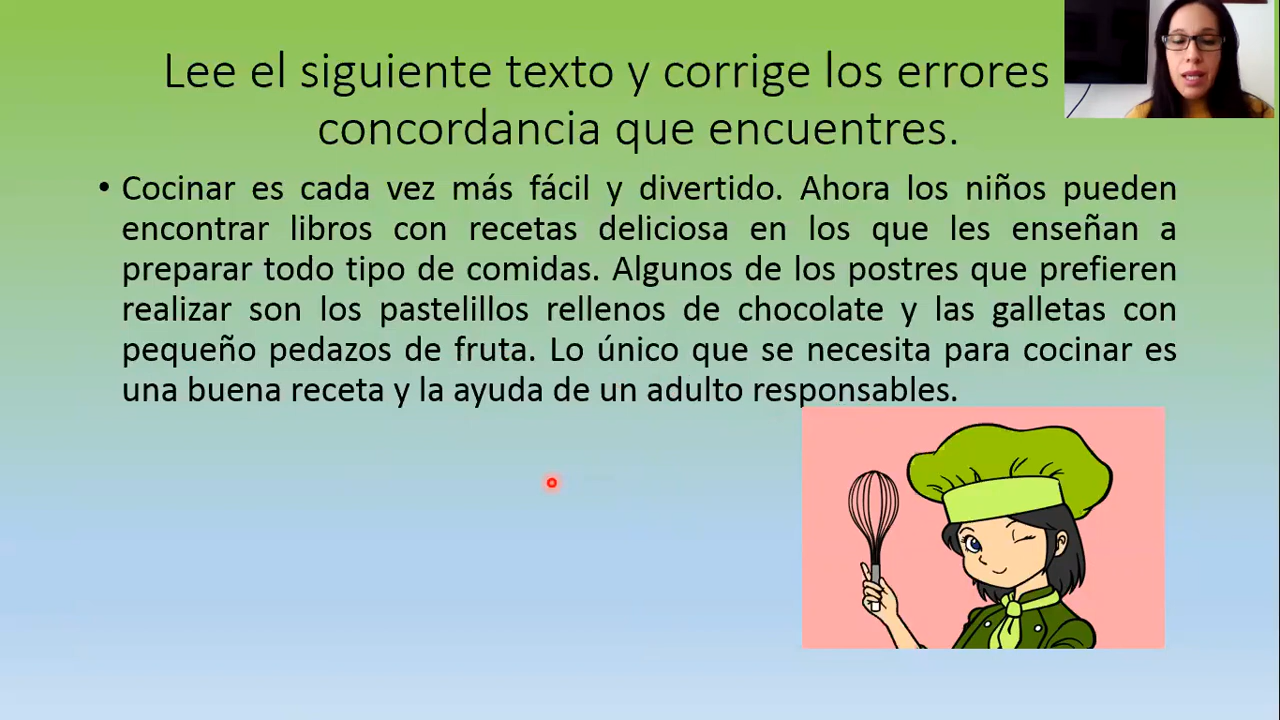 Lee el siguiente texto y corrige los errores
concordancia que encuentres.
• Cocinar es cada vez más fácil y divertido. Ahora los niños pueden
encontrar libros con recetas deliciosa en los que les enseñan a
preparar todo tipo de comidas. Algunos de los postres que prefieren
realizar son los pastelillos rellenos de chocolate y las galletas con
pequeño pedazos de fruta. Lo único que se necesita para cocinar es
una buena receta y la ayuda de un adulto responsables.